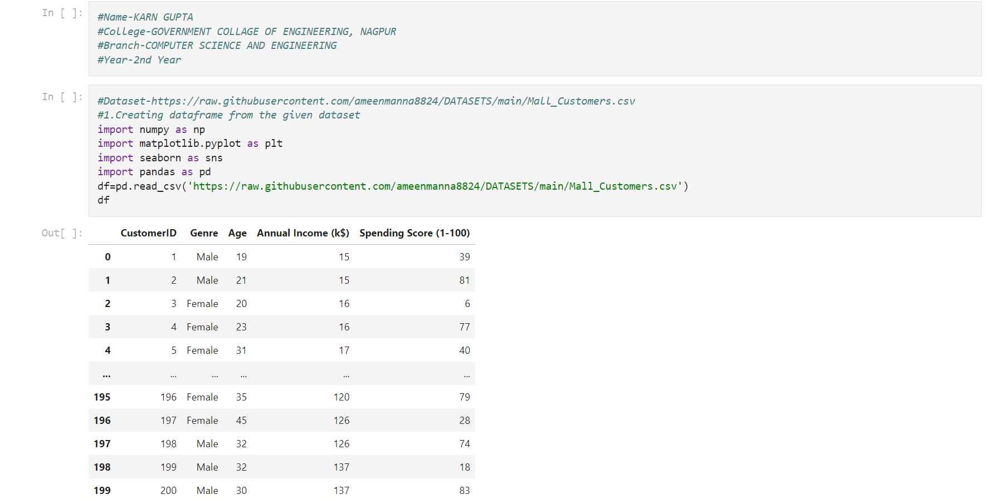 In [ ]:
#Name-KARN GUPTA
#College-GOVERNMENT COLLAGE OF ENGINEERING, NAGPUR
#Branch-COMPUTER SCIENCE AND ENGINEERING
#Year-2nd Year
In [ ]:
#Dataset-https://raw.githubusercontent.com/ameenmanna8824/DATASETS/main/Mall_Customers.csv
#1.Creating dataframe from the given dataset
import numpy as np
import matplotlib.pyplot as plt
import seaborn as sns
import pandas as pd
df=pd.read_csv('https://raw.githubusercontent.com/ameenmanna8824/DATASETS/main/Mall_Customers.csv')
df
Out[ ]:
CustomerID Genre Age Annual Income (k$) Spending Score (1-100)
0 1 Male 19 15 39
1 2 Male 21 15 81
2 3 Female 20 16 6
3 4 Female 23 16 77
4 5 Female 31 17 40
... ... ... ... ... ...
195 196 Female 35 120 79
196 197 Female 45 126 28
197 198 Male 32 126 74
198 199 Male 32 137 18
199 200 Male 30 137 83